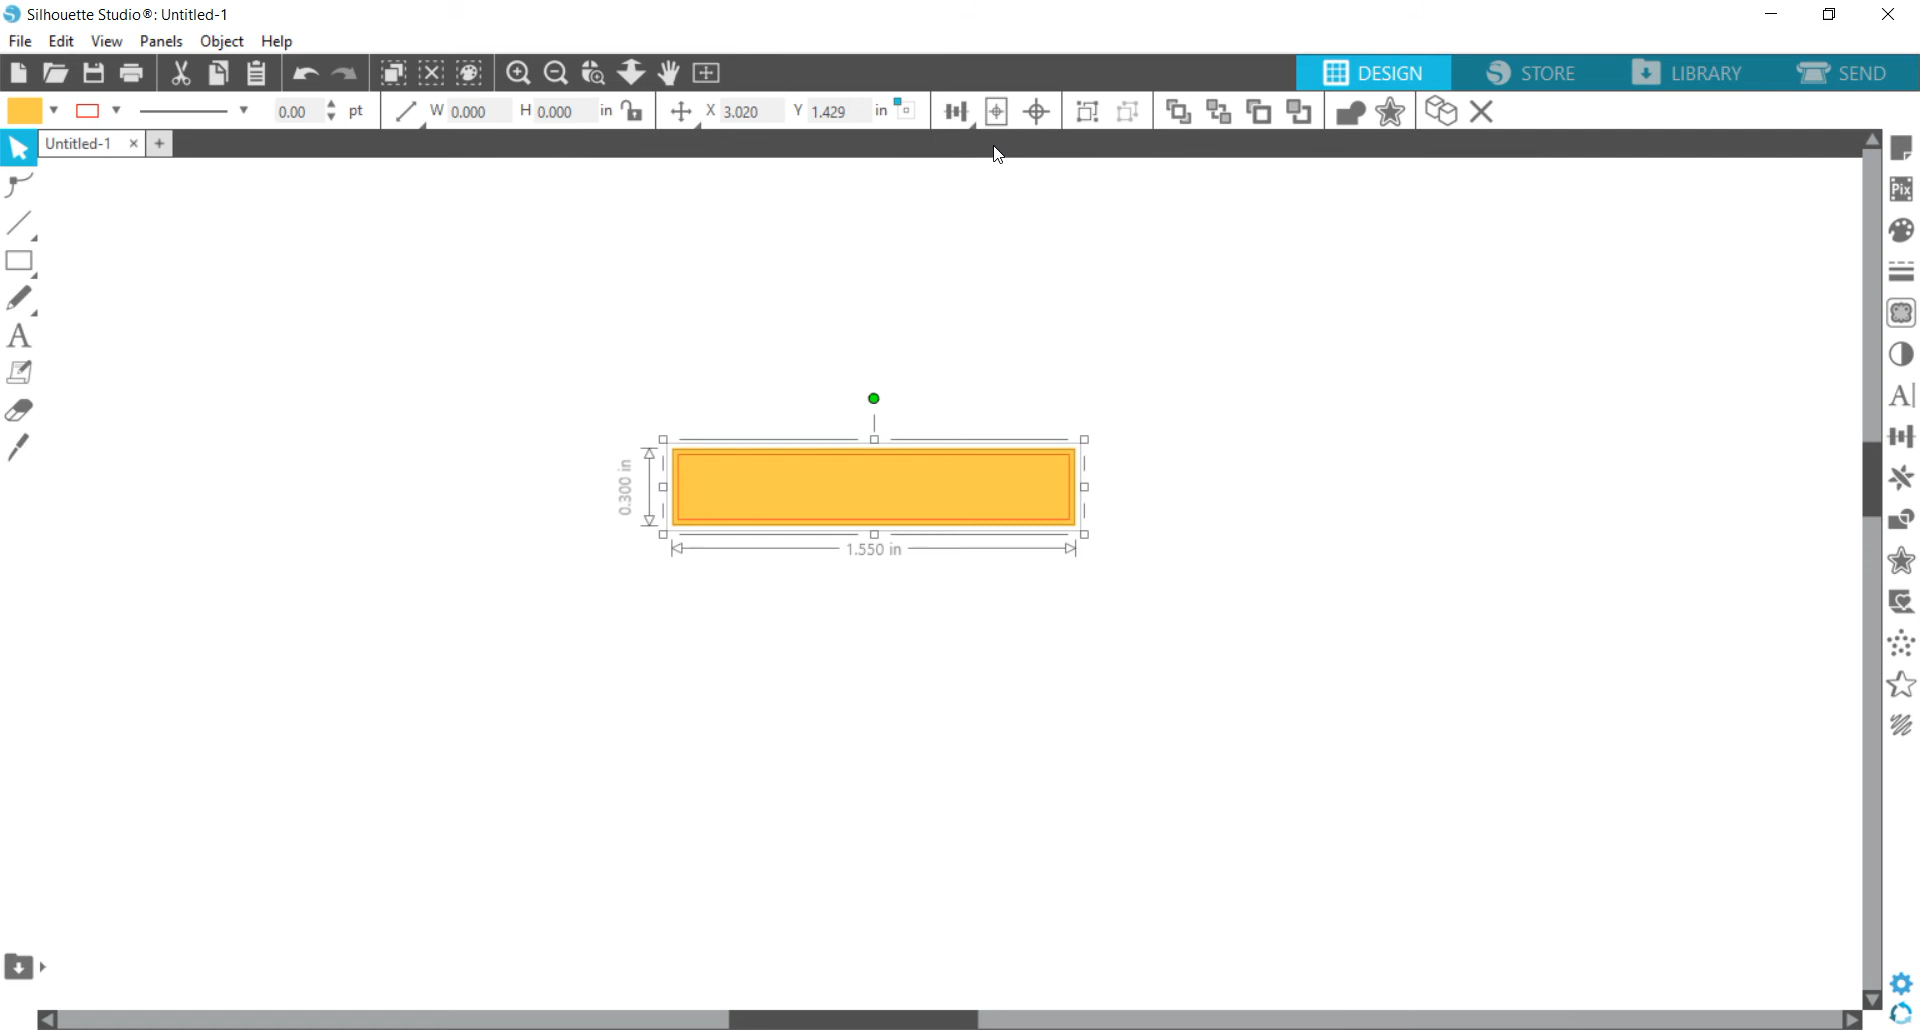 Silhouette Studio®: Untitled-1
File Edit View Panels Object Help
DESIGN STORE LIBRARY SEND
0.00 pt W 0.000 H 0.000 in X 3.020 Y 1.429 in
Untitled-1 × +
Pix
A
A
0.300 in
1.550 in